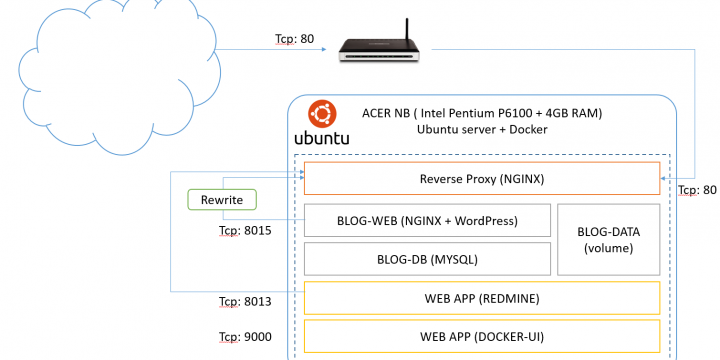 Tcp: 80
ACER NB ( Intel Pentium P6100 + 4GB RAM)
Ubuntu server + Docker
ubuntu
Reverse Proxy (NGINX)
Tcp: 80
Rewrite
BLOG-WEB (NGINX + WordPress)
BLOG-DATA
(volume)
Tcp: 8015
BLOG-DB (MYSQL)
Tcp: 8013
WEB APP (REDMINE)
Tcp: 9000
WEB APP (DOCKER-UI)